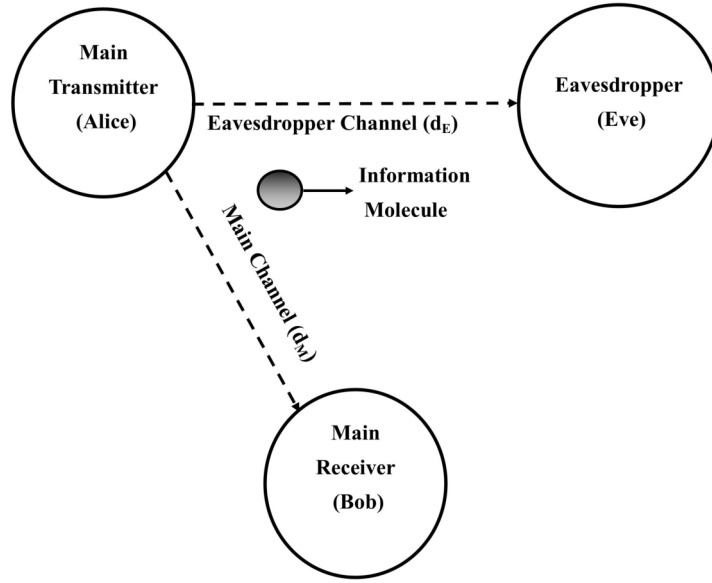 Main
Transmitter
(Alice)
Eavesdropper Channel (dE)
Eavesdropper
(Eve)
Information
Molecule
Main Channel (dM)
Main
Receiver
(Bob)